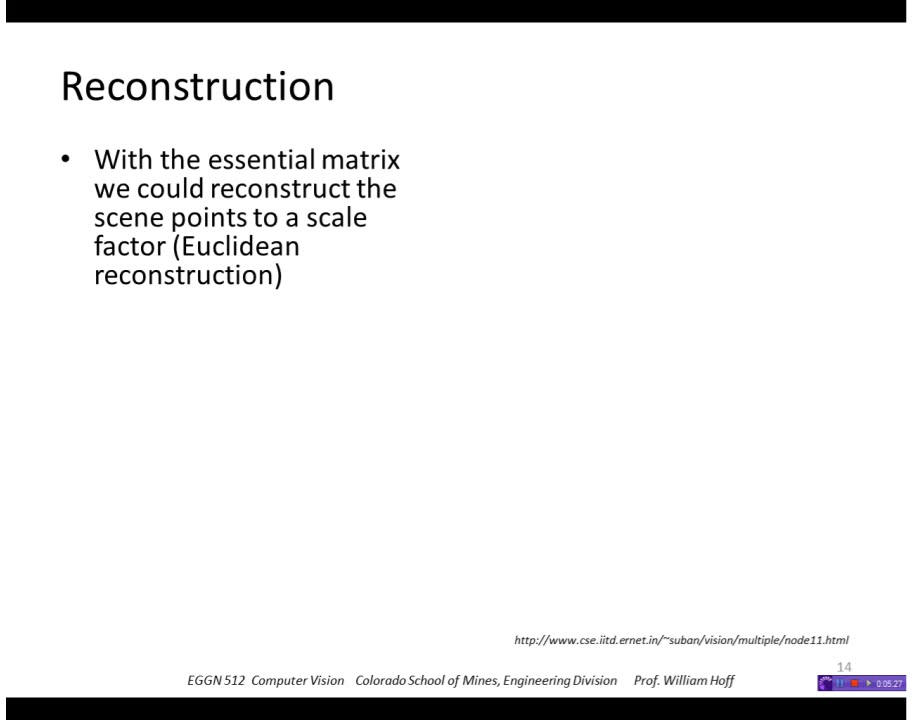 Reconstruction
• With the essential matrix
we could reconstruct the
scene points to a scale
factor (Euclidean
reconstruction)
http://www.cse.iitd.ernet.in/~suban/vision/multiple/node11.html
14
EGGN 512 Computer Vision Colorado School of Mines, Engineering Division Prof. William Hoff
0:05:27